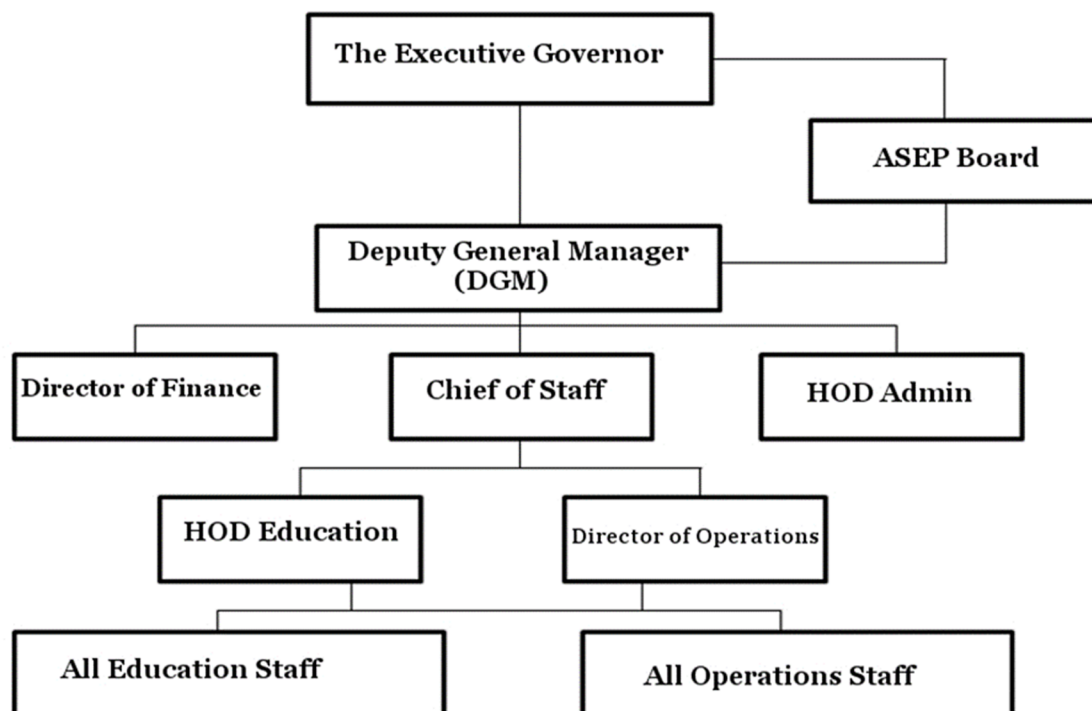 The Executive Governor
ASEP Board
Deputy General Manager
(DGM)
Director of Finance
Chief of Staff
HOD Admin
HOD Education
Director of Operations
All Education Staff
All Operations Staff